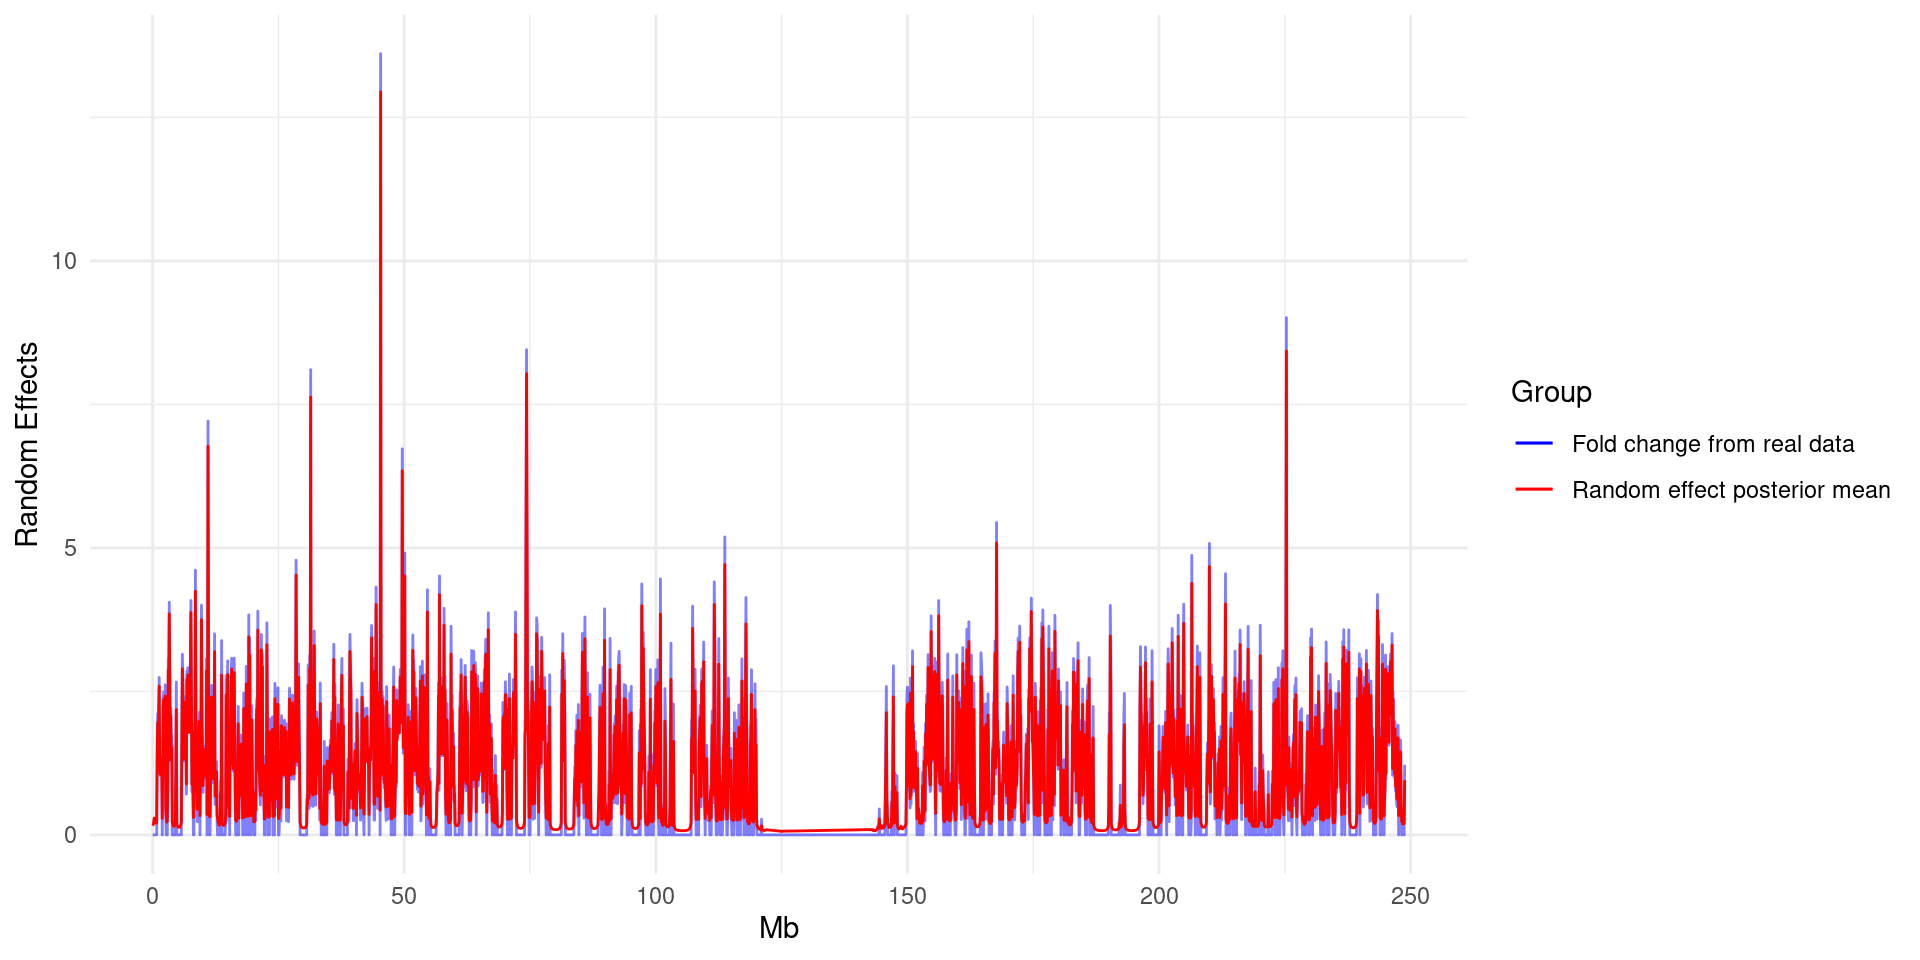 Random Effects
10
5
0
0
50
100
150
200
250
Mb
Group
Fold change from real data
Random effect posterior mean